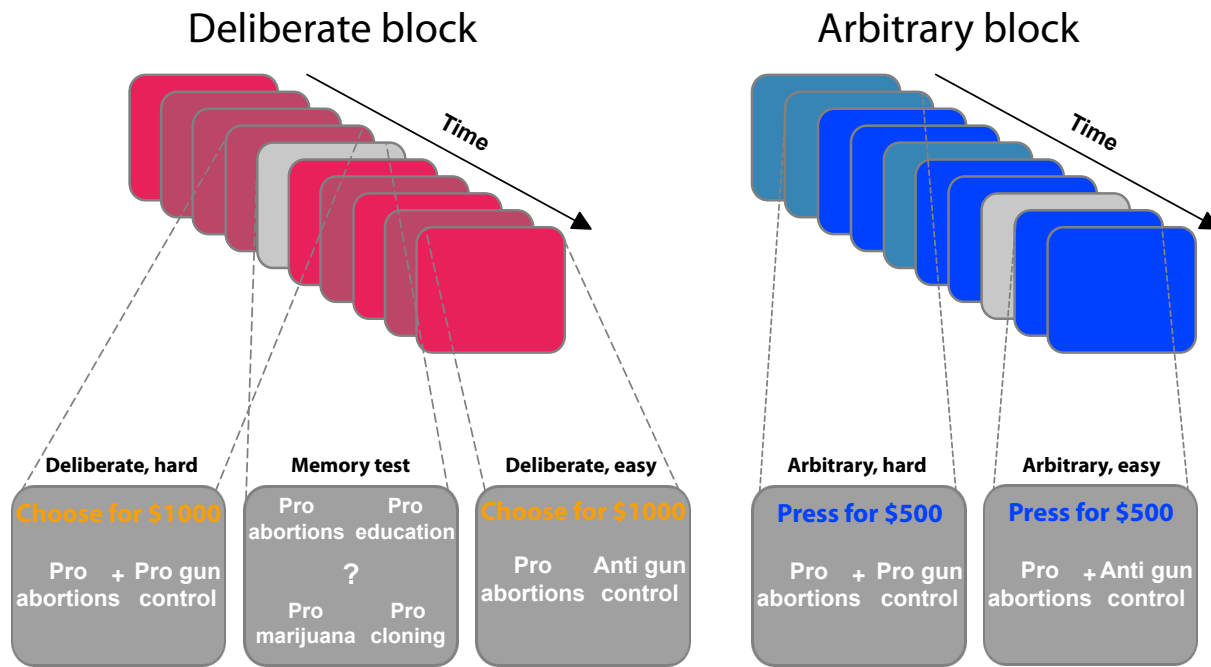 Deliberate block
Arbitrary block
Time
Time
Deliberate, hard
Memory test
Deliberate, easy
Arbitrary, hard
Arbitrary, easy
Choose for $1000
Pro
abortions
+
Pro gun
control
Pro
abortions
Pro
education
?
Pro
marijuana
Pro
cloning
Choose for $1000
Pro
abortions
Anti gun
control
Press for $500
Pro
abortions
+
Pro gun
control
Press for $500
Pro
abortions
+
Anti gun
control